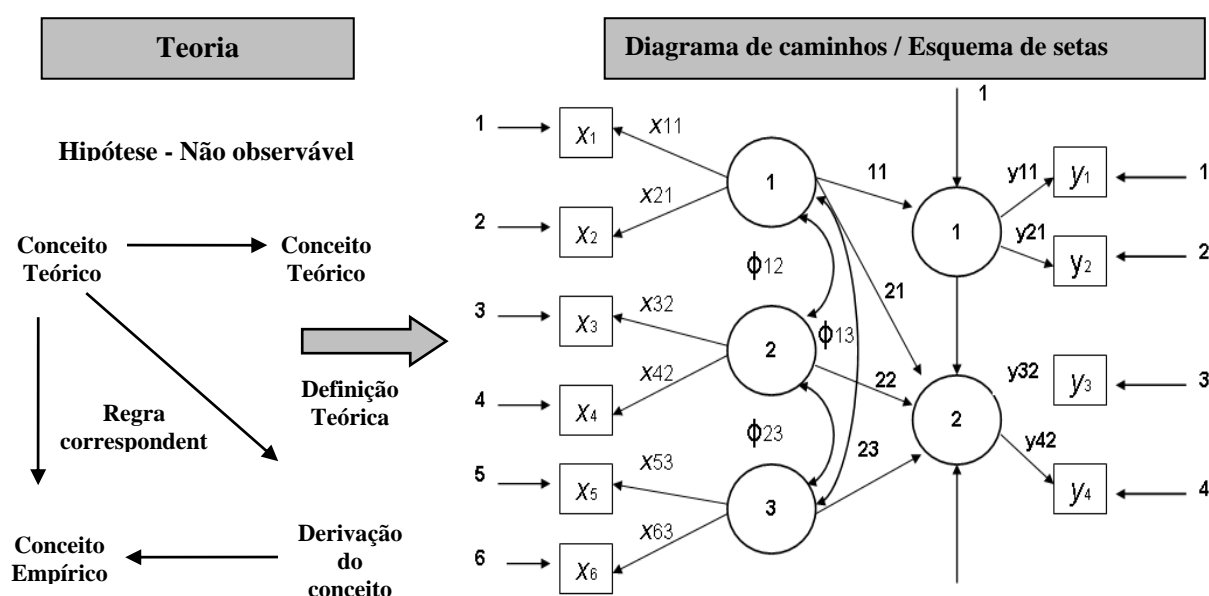 Teoria
Diagrama de caminhos / Esquema de setas
Hipótese - Não observável
Conceito
Teórico
Conceito
Teórico
Definição
Teórica
Regra
correspondent
Conceito
Empírico
Derivação
do
conceito
1
x1
x11
1
2
x2
x21
3
x3
x32
2
4
x4
x42
5
x5
x53
3
6
x6
x63
ϕ12
ϕ13
ϕ23
11
21
22
23
1
1
2
y11
y1
1
y21
y2
2
y32
y3
3
y42
y4
4